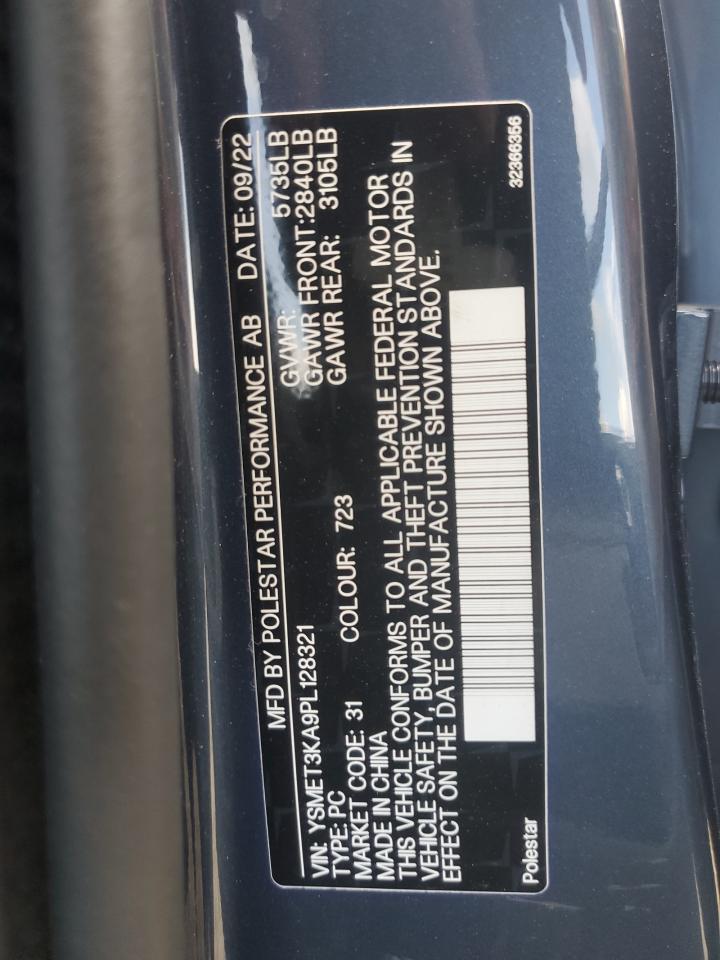 MFD BY POLESTAR PERFORMANCE AB DATE: 09/22
VIN: YSMET3KA9PL128321 GVWR: 5735LB
TYPE: PC GAWR FRONT:2840LB
MARKET CODE: 31 COLOUR: 723 GAWR REAR: 3105LB
MADE IN CHINA
THIS VEHICLE CONFORMS TO ALL APPLICABLE FEDERAL MOTOR
VEHICLE SAFETY, BUMPER AND THEFT PREVENTION STANDARDS IN
EFFECT ON THE DATE OF MANUFACTURE SHOWN ABOVE.
Polestar 32366356